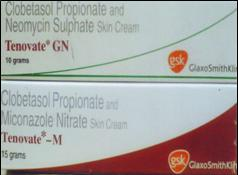 Clobetasol Propionate and
Neomycin Sulphate Skin Cream
Tenovate® GN
10 grams
gsk GlaxoSmithKli
Clobetasol Propionate and
Miconazole Nitrate Skin Cream
Tenovate®-M
15 grams
gsk GlaxoSmithKli